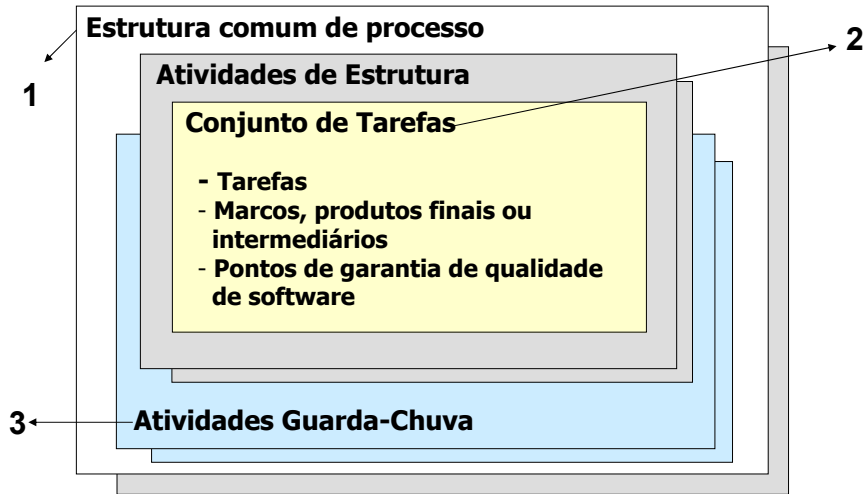 Estrutura comum de processo
2
Atividades de Estrutura
1
Conjunto de Tarefas
- Tarefas
- Marcos, produtos finais ou
intermediários
- Pontos de garantia de qualidade
de software
3
Atividades Guarda-Chuva